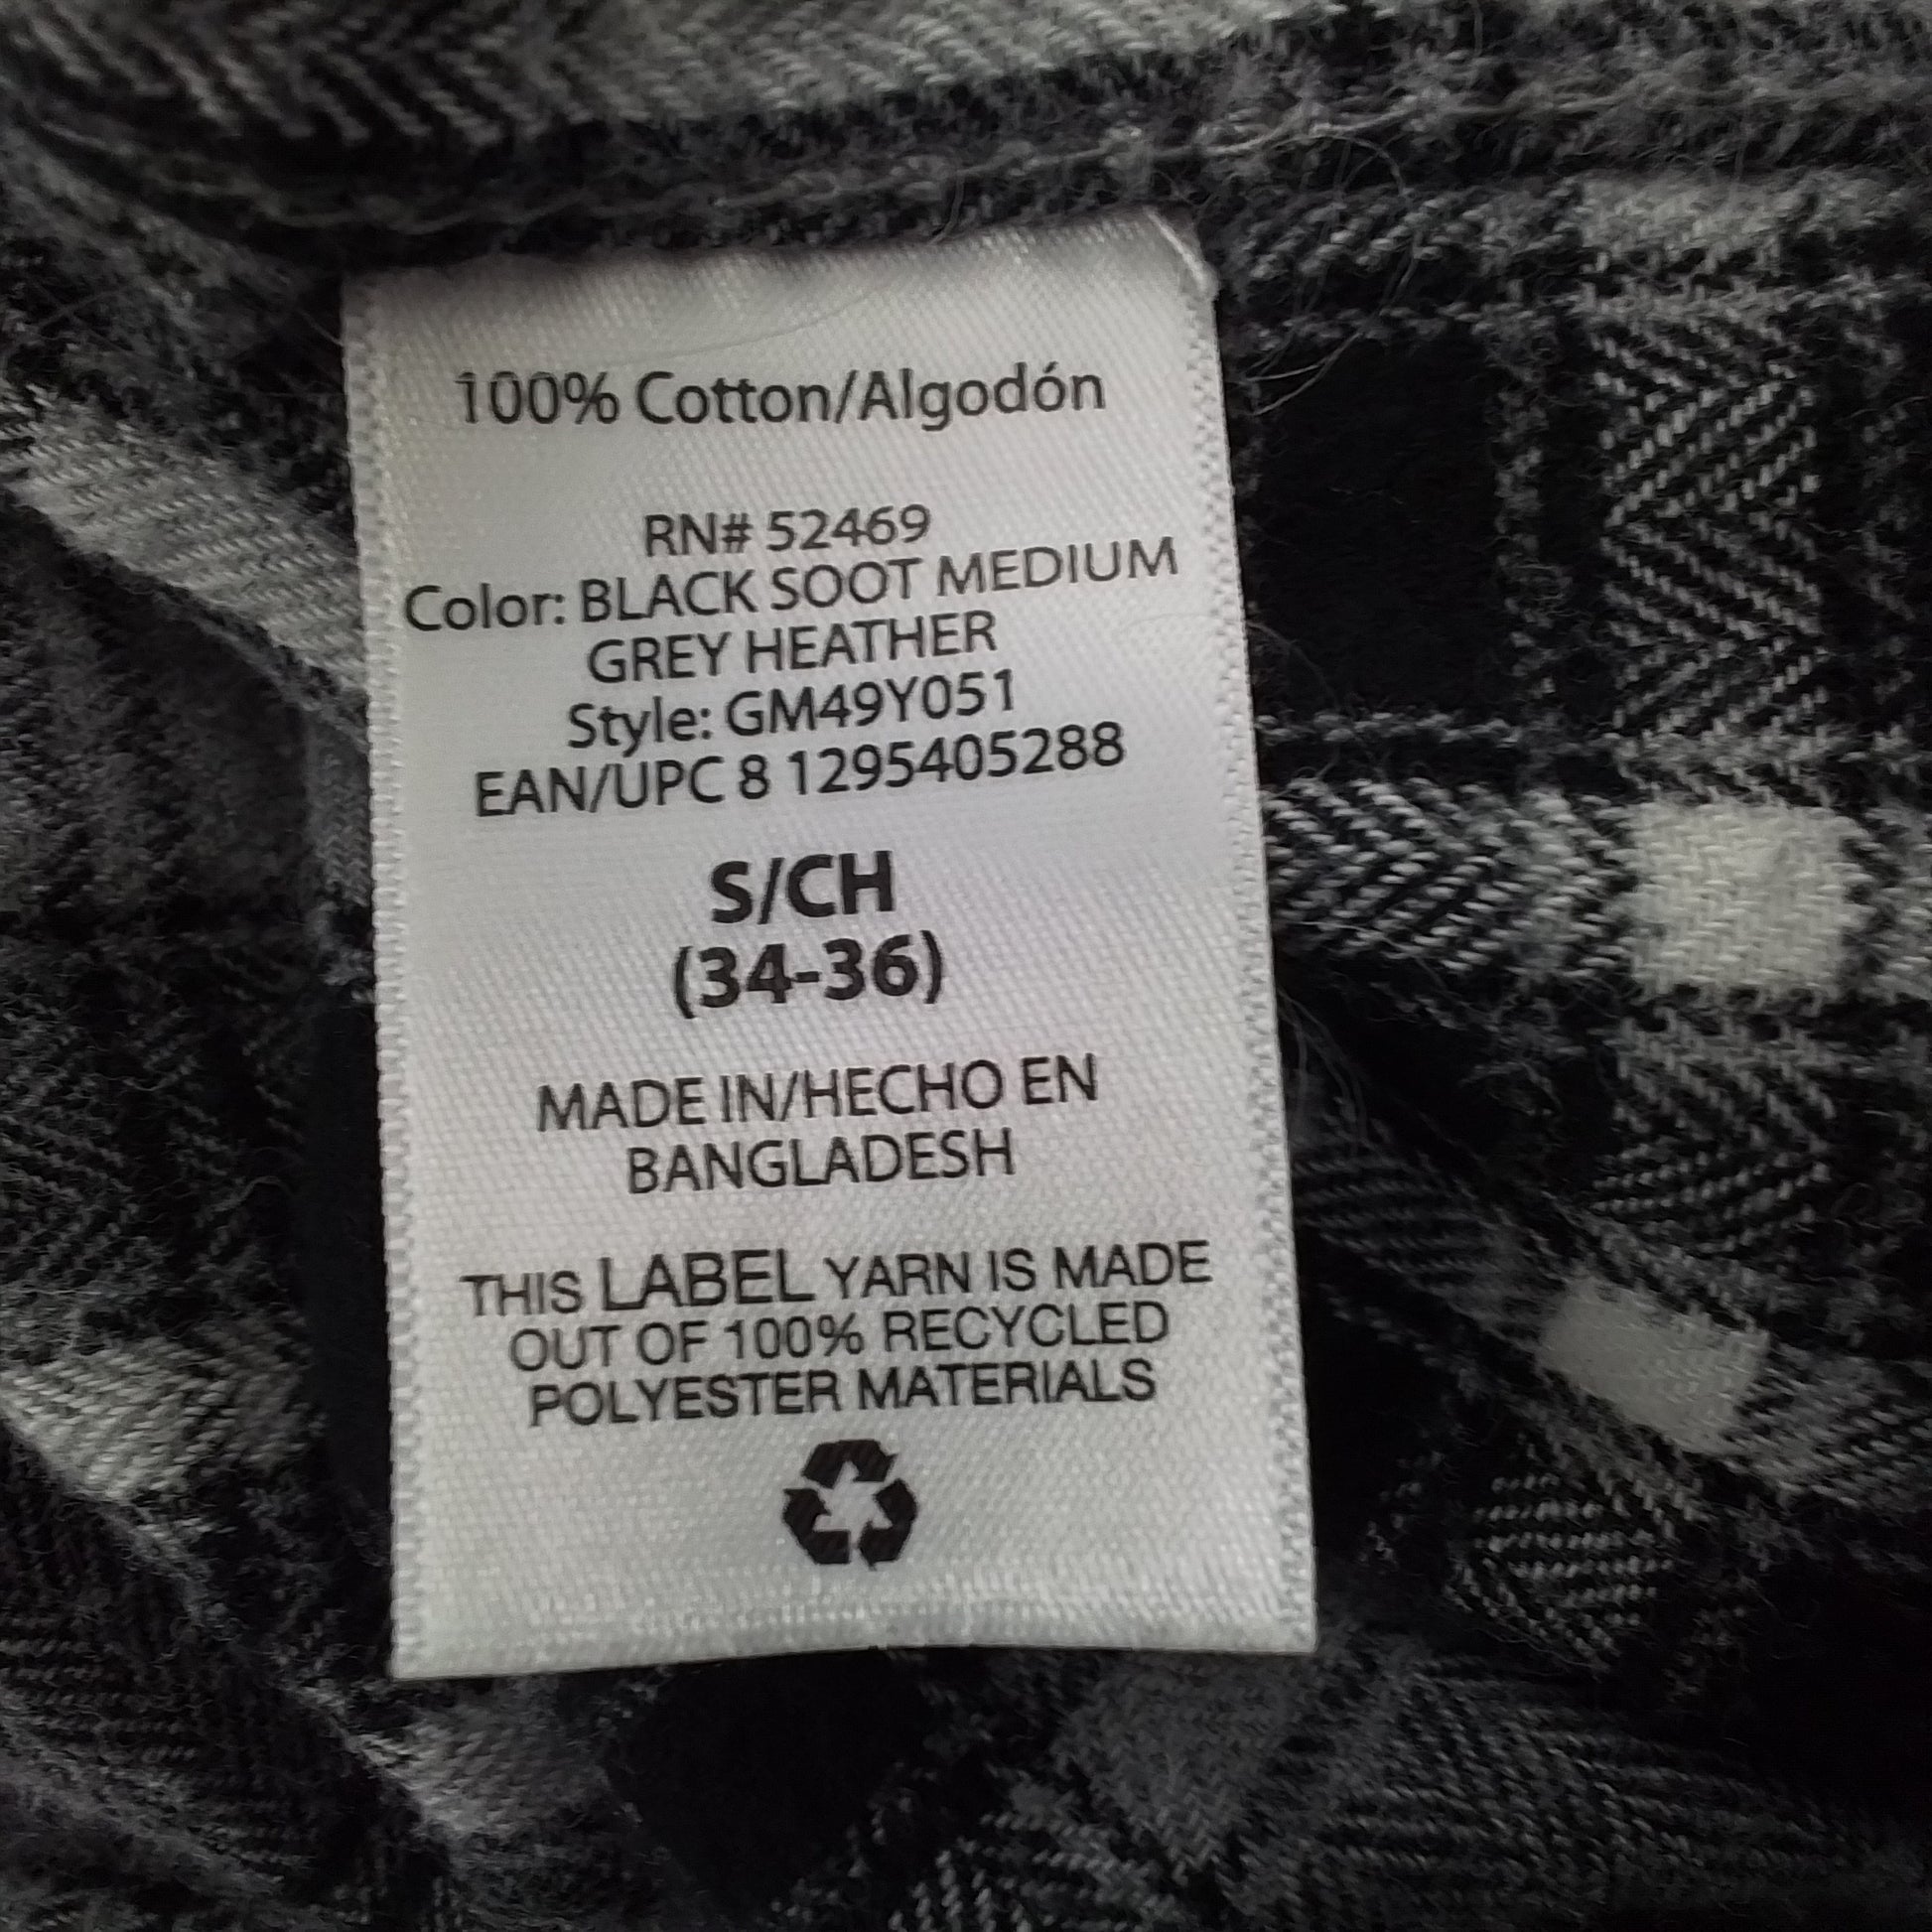 100% Cotton/Algodón
RN# 52469
Color: BLACK SOOT MEDIUM
GREY HEATHER
Style: GM49Y051
EAN/UPC 8 1295405288
S/CH
(34-36)
MADE IN/HECHO EN
BANGLADESH
THIS LABEL YARN IS MADE
OUT OF 100% RECYCLED
POLYESTER MATERIALS